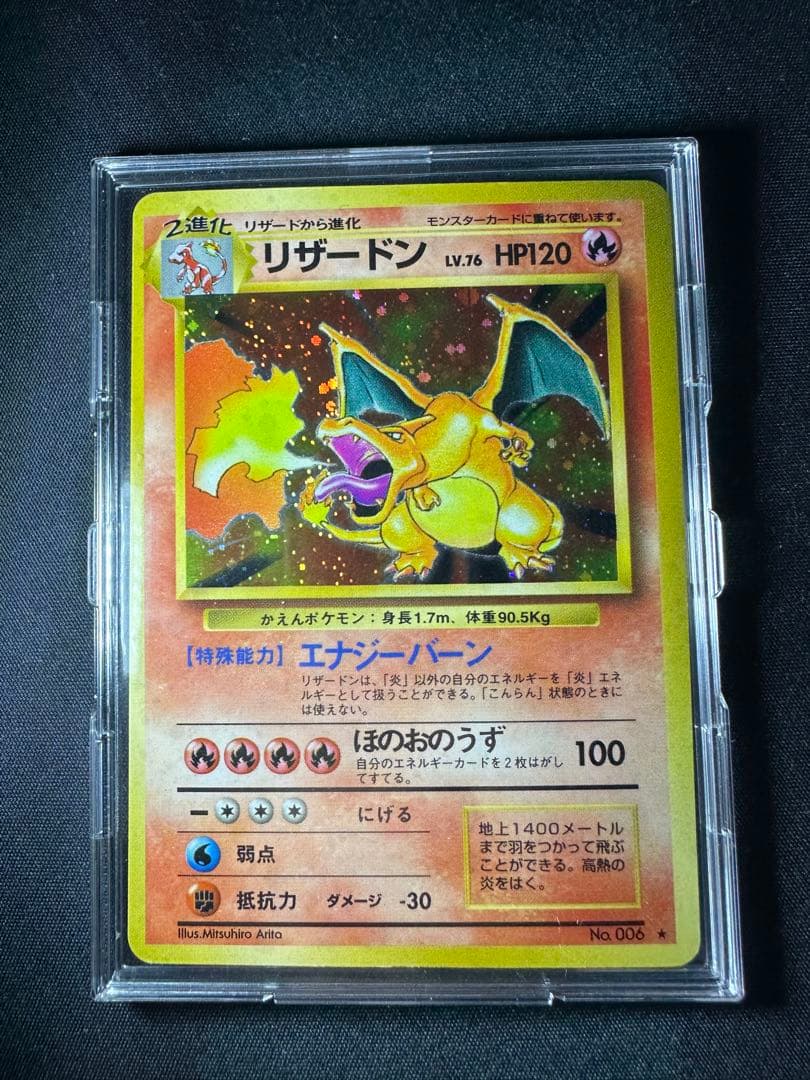 2進化 リザードから進化 モンスターカードに重ねて使います。
リザードン LV.76 HP120
かえんポケモン：身長1.7m、体重90.5Kg
【特殊能力】 エナジーバーン
リザードンは、「炎」以外の自分のエネルギーを「炎」エネ
ルギーとして扱うことができる。「こんらん」状態のときに
は使えない。
ほのおのうず 100
自分のエネルギーカードを2枚はがし
てすてる。
にげる
弱点
抵抗力 ダメージ -30
地上1400メートル
まで羽をつかって飛ぶ
ことができる。高熱の
炎をはく。
Illus.Mitsuhiro Arita No. 006 ★